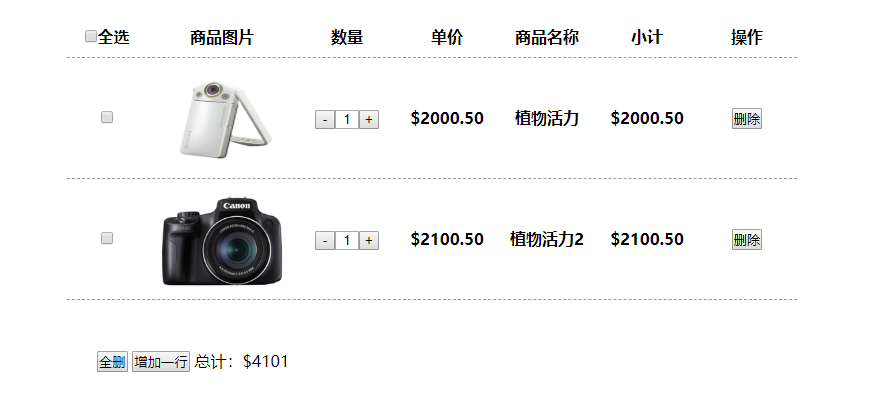 全选 商品图片 数量 单价 商品名称 小计 操作
- 1 + $2000.50 植物活力 $2000.50 删除
Canon
- 1 + $2100.50 植物活力2 $2100.50 删除
全删 增加一行 总计：$4101